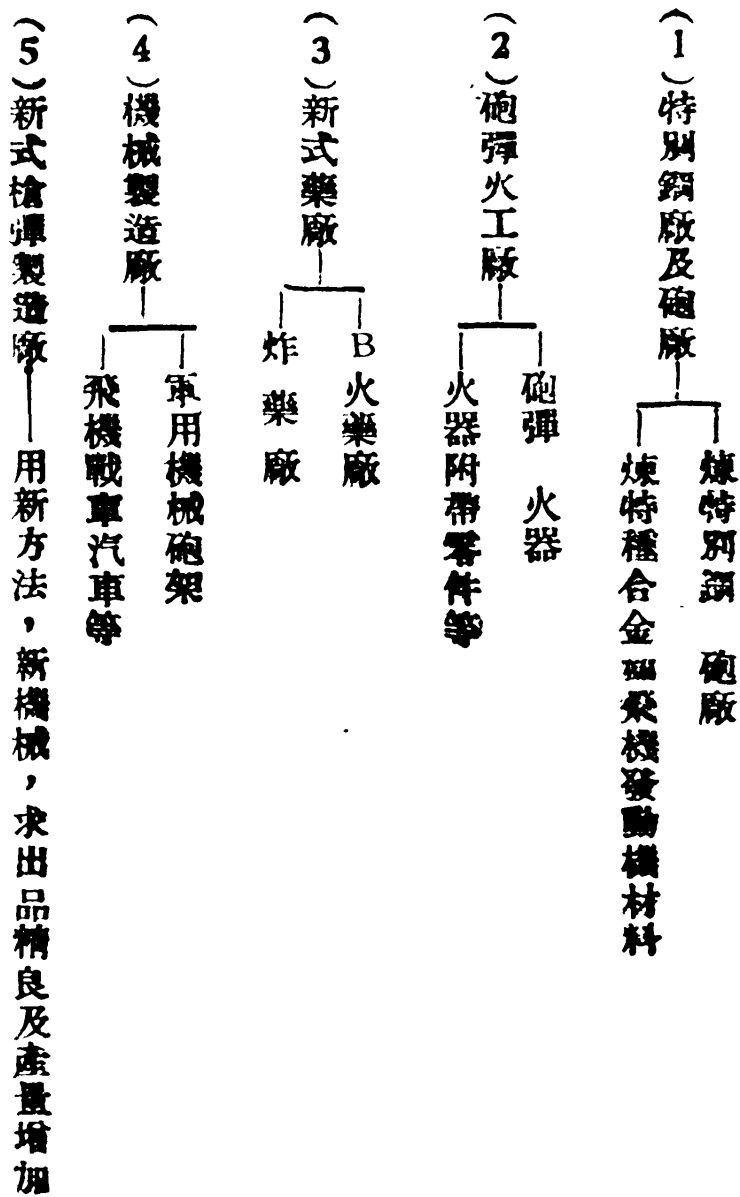 （1）特別鋼廠及砲廠
煉特別鋼　砲廠
煉特種合金 飛機發動機材料
（2）砲彈火工廠
砲彈　火器
火器附帶零件等
（3）新式藥廠
B火藥廠
炸藥廠
（4）機械製造廠
軍用機械砲架
飛機戰車汽車等
（5）新式槍彈製造廠——用新方法，新機械，求出品精良及產量增加